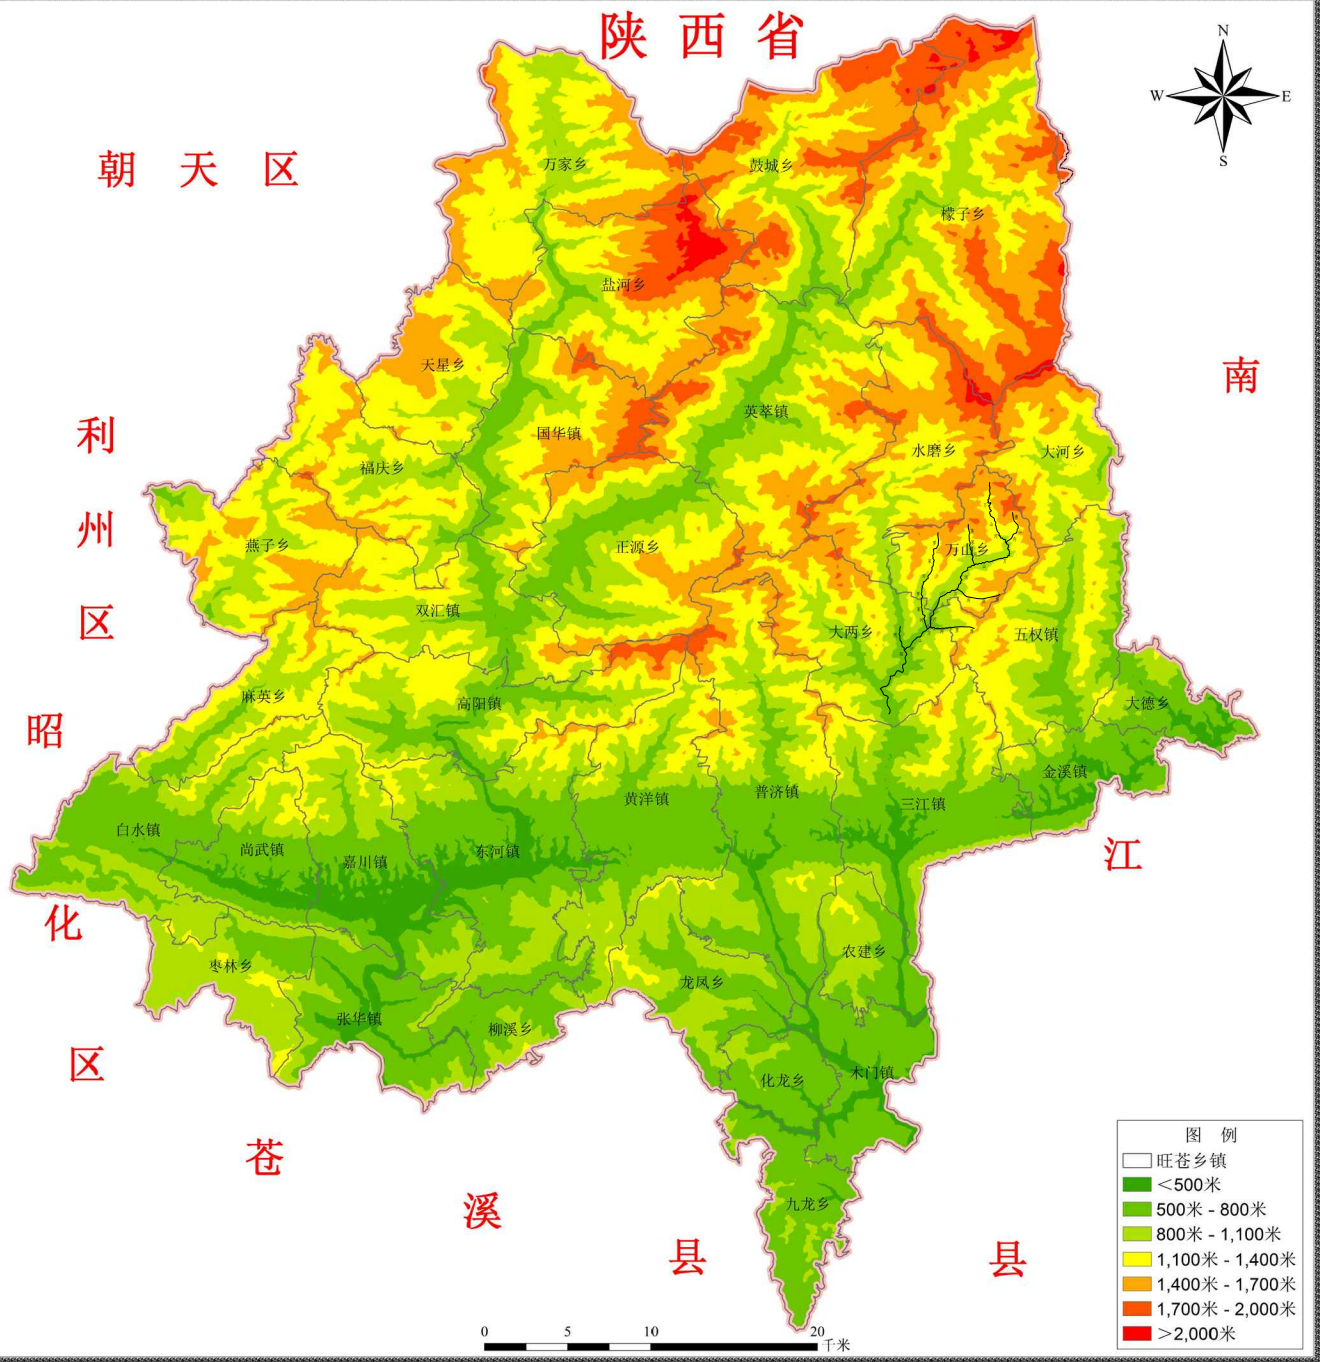 陕西省
N
W
E
S
朝天区
万家乡
鼓城乡
檬子乡
盐河乡
天星乡
南
英萃镇
利
国华镇
水磨乡
大河乡
福庆乡
州
燕子乡
正源乡
万山乡
双汇镇
区
大两乡
五权镇
麻英乡
高阳镇
大德乡
昭
金溪镇
黄洋镇
普济镇
三江镇
白水镇
尚武镇
嘉川镇
东河镇
江
化
枣林乡
农建乡
龙凤乡
张华镇
柳溪乡
区
化龙乡
木门镇
苍
溪
九龙乡
县
县
图 例
旺苍乡镇
<500米
500米 - 800米
800米 - 1,100米
1,100米 - 1,400米
1,400米 - 1,700米
1,700米 - 2,000米
>2,000米
0 5 10 20
千米